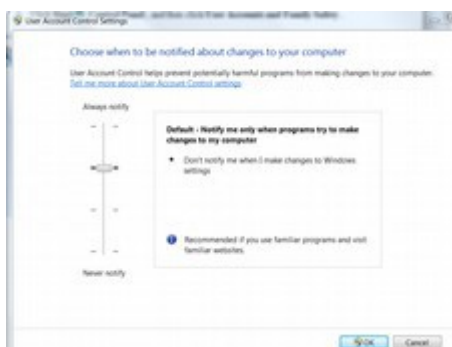 User Account Control Settings
Choose when to be notified about changes to your computer
User Account Control helps prevent potentially harmful programs from making changes to your computer.
Tell me more about User Account Control settings
Always notify
Default - Notify me only when programs try to make
changes to my computer
• Don't notify me when I make changes to Windows
settings
Recommended if you use familiar programs and visit
familiar websites.
Never notify
OK Cancel